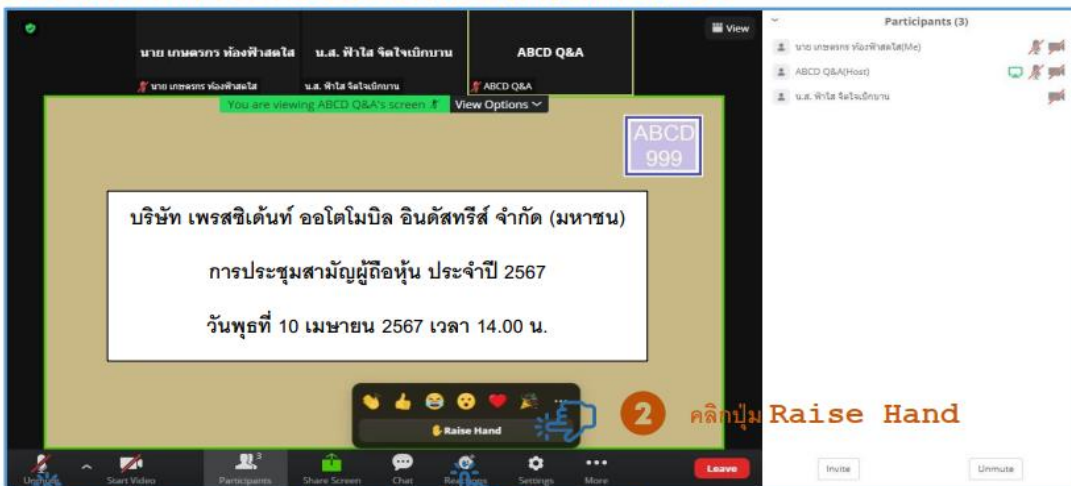 View
นาย เกษตรกร ท้องฟ้าสดใส
น.ส. ฟ้าใส จิตใจเบิกบาน
ABCD Q&A
นาย เกษตรกร ท้องฟ้าสดใส
น.ส. ฟ้าใส จิตใจเบิกบาน
ABCD Q&A
You are viewing ABCD Q&A's screen
View Options
ABCD
999
บริษัท เพรสซิเด้นท์ ออโตโมบิล อินดัสทรีส์ จำกัด (มหาชน)
การประชุมสามัญผู้ถือหุ้น ประจำปี 2567
วันพุธที่ 10 เมษายน 2567 เวลา 14.00 น.
Raise Hand
2 คลิกปุ่ม Raise Hand
Unmute
Start Video
3
Participants
Share Screen
Chat
Reactions
Settings
More
Leave
Participants (3)
นาย เกษตรกร ท้องฟ้าสดใส(Me)
ABCD Q&A(Host)
น.ส. ฟ้าใส จิตใจเบิกบาน
Invite
Unmute